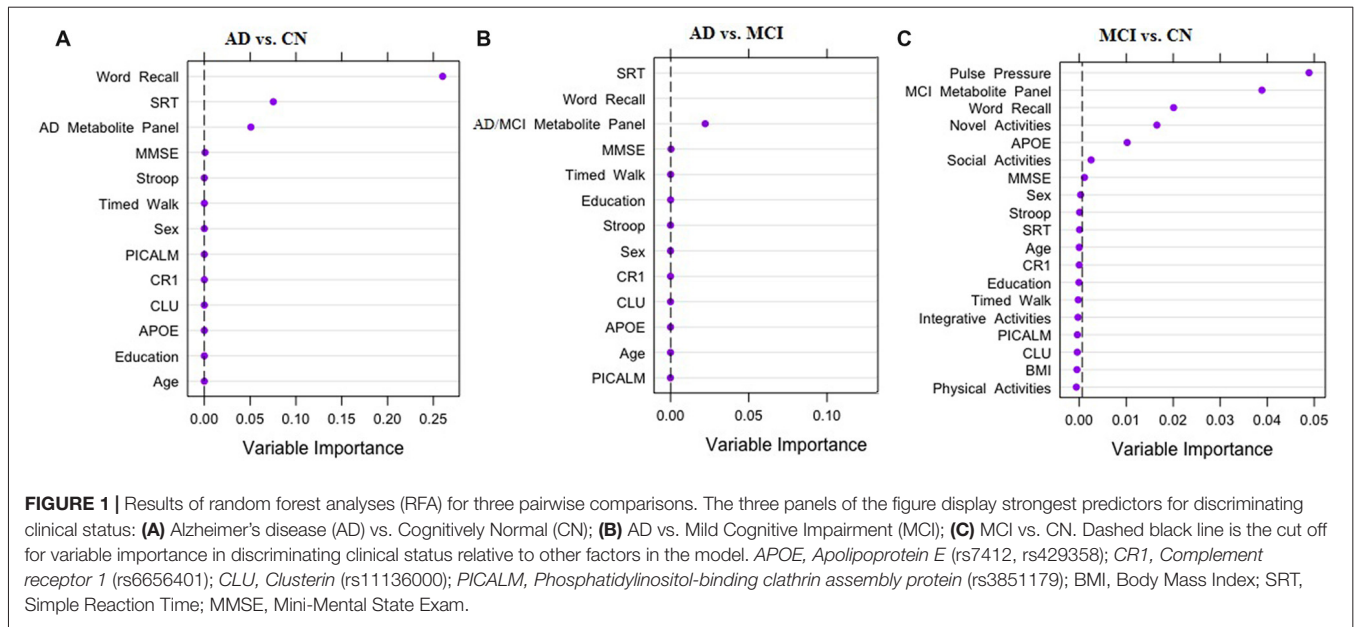 A
AD vs. CN
Word Recall
SRT
AD Metabolite Panel
MMSE
Stroop
Timed Walk
Sex
PICALM
CR1
CLU
APOE
Education
Age
0.00 0.05 0.10 0.15 0.20 0.25
Variable Importance
B
AD vs. MCI
SRT
Word Recall
AD/MCI Metabolite Panel
MMSE
Timed Walk
Education
Stroop
Sex
CR1
CLU
APOE
Age
PICALM
0.00 0.05 0.10
Variable Importance
C
MCI vs. CN
Pulse Pressure
MCI Metabolite Panel
Word Recall
Novel Activities
APOE
Social Activities
MMSE
Sex
Stroop
SRT
Age
CR1
Education
Timed Walk
Integrative Activities
PICALM
CLU
BMI
Physical Activities
0.00 0.01 0.02 0.03 0.04 0.05
Variable Importance
FIGURE 1 | Results of random forest analyses (RFA) for three pairwise comparisons. The three panels of the figure display strongest predictors for discriminating
clinical status: (A) Alzheimer's disease (AD) vs. Cognitively Normal (CN); (B) AD vs. Mild Cognitive Impairment (MCI); (C) MCI vs. CN. Dashed black line is the cut off
for variable importance in discriminating clinical status relative to other factors in the model. APOE, Apolipoprotein E (rs7412, rs429358); CR1, Complement
receptor 1 (rs6656401); CLU, Clusterin (rs11136000); PICALM, Phosphatidylinositol-binding clathrin assembly protein (rs3851179); BMI, Body Mass Index; SRT,
Simple Reaction Time; MMSE, Mini-Mental State Exam.